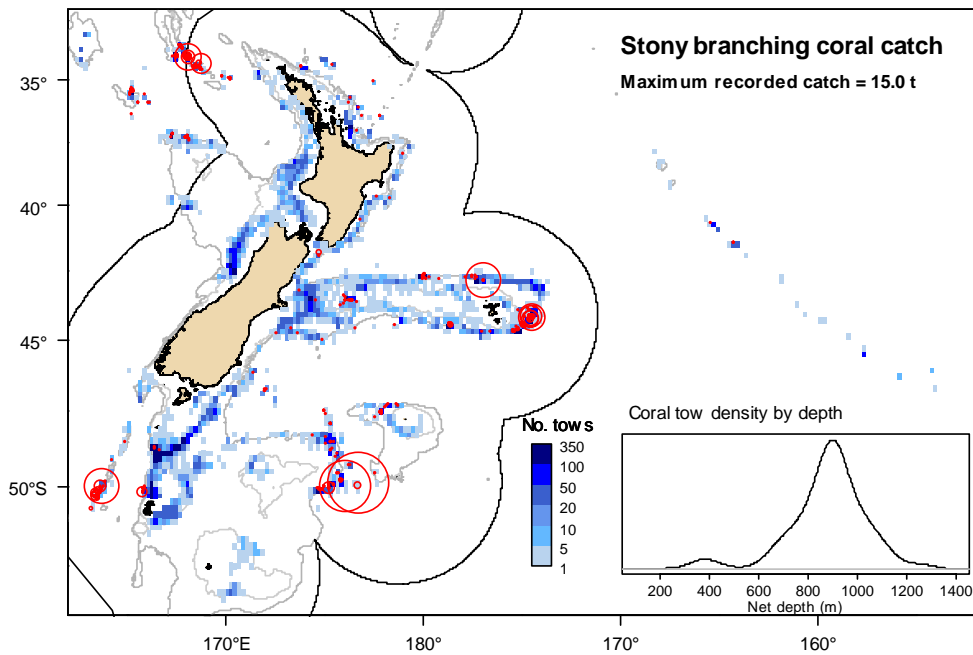 Stony branching coral catch
Maximum recorded catch = 15.0 t
35°
40°
45°
50°S
170°E
180°
170°
160°
No. tows
350
100
50
20
10
5
1
Coral tow density by depth
200 400 600 800 1000 1200 1400
Net depth (m)